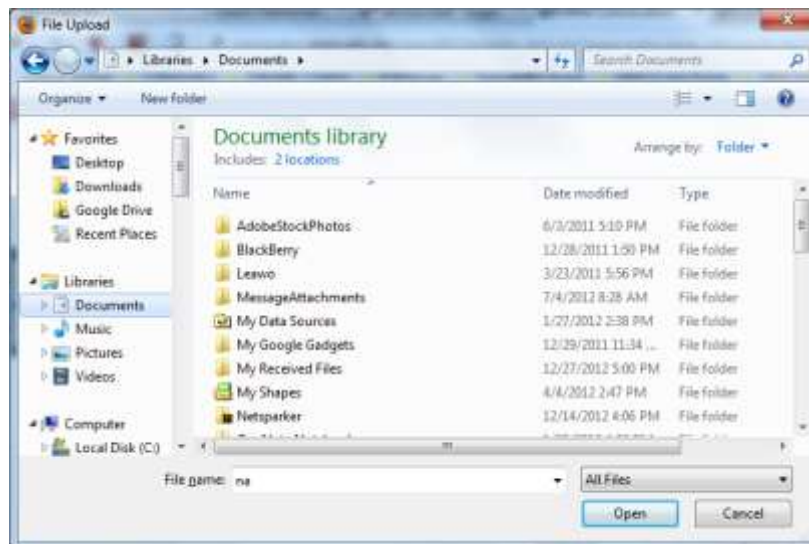 File Upload
Libraries Documents Search Documents
Organize New folder
Favorites
Desktop
Downloads
Google Drive
Recent Places
Libraries
Documents
Music
Pictures
Videos
Computer
Local Disk (C:)
Documents library
Includes: 2 locations
Arrange by: Folder
Name Date modified Type
AdobeStockPhotos 6/3/2011 5:10 PM File folder
BlackBerry 12/28/2011 1:50 PM File folder
Leawo 3/23/2011 5:56 PM File folder
MessageAttachments 7/4/2012 8:28 AM File folder
My Data Sources 1/27/2012 2:38 PM File folder
My Google Gadgets 12/29/2011 11:34 ... File folder
My Received Files 12/27/2012 5:00 PM File folder
My Shapes 4/4/2012 2:47 PM File folder
Netsparker 12/14/2012 4:06 PM File folder
File name: na All Files
Open Cancel